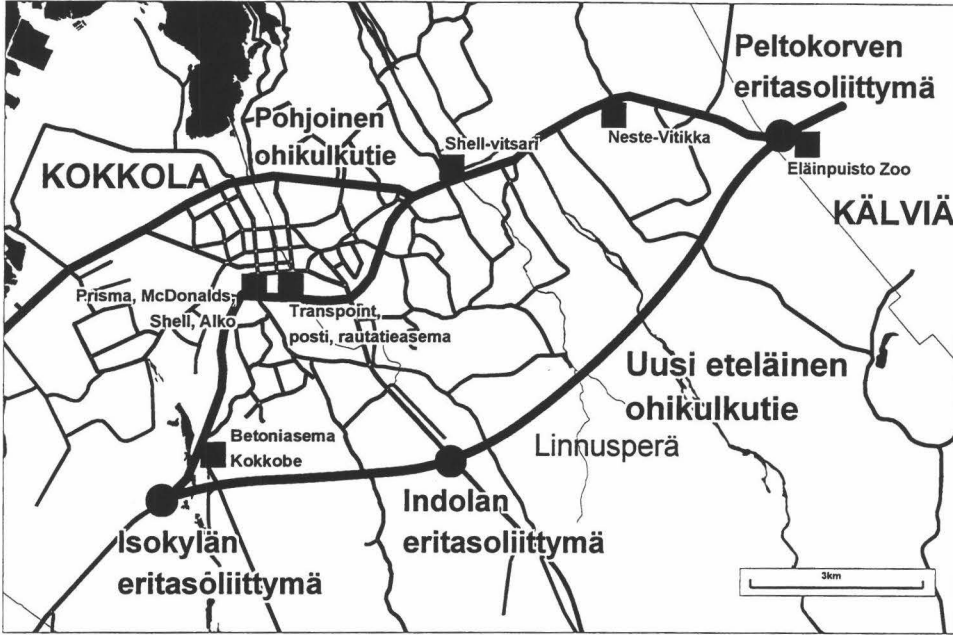 Peltokorven
eritasoliittymä
Pohjoinen
ohikulkutie
Shell-vitsari
Neste-Vitikka
Eläinpuisto Zoo
KOKKOLA
KÄLVIÄ
Prisma, McDonalds,
Shell, Alko
Transpoint,
posti, rautatieasema
Uusi eteläinen
ohikulkutie
Linnusperä
Betoniasema
Kokkobe
Indolan
eritasoliittymä
Isokylän
eritasoliittymä
3km